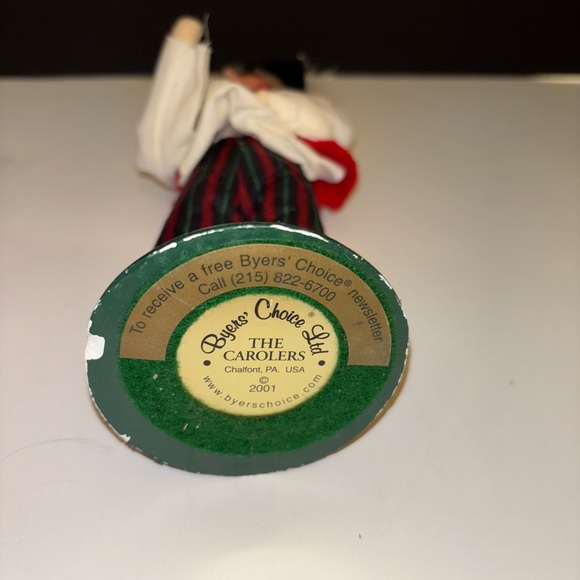 To receive a free Byers' Choice® newsletter
Call (215) 822-6700
Byers' Choice Ltd®
THE
CAROLERS
Chalfont, PA. USA
©
2001
www.byerschoice.com